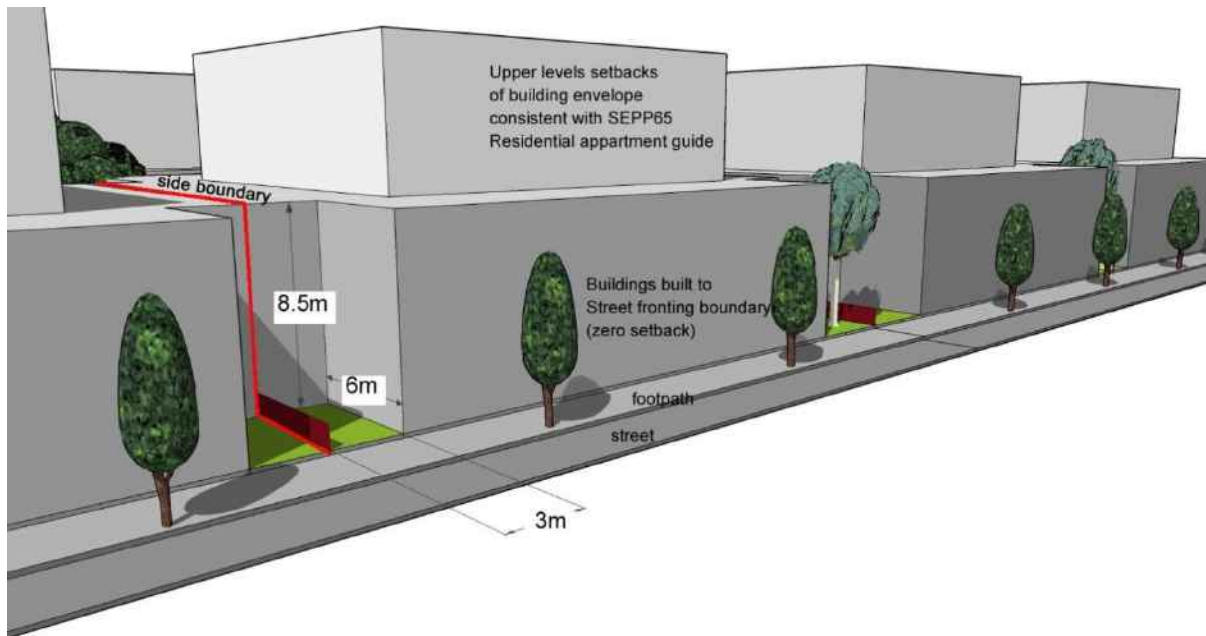 Upper levels setbacks
of building envelope
consistent with SEPP65
Residential appartment guide
side boundary
8.5m
Buildings built to
Street fronting boundary
(zero setback)
6m
footpath
street
3m